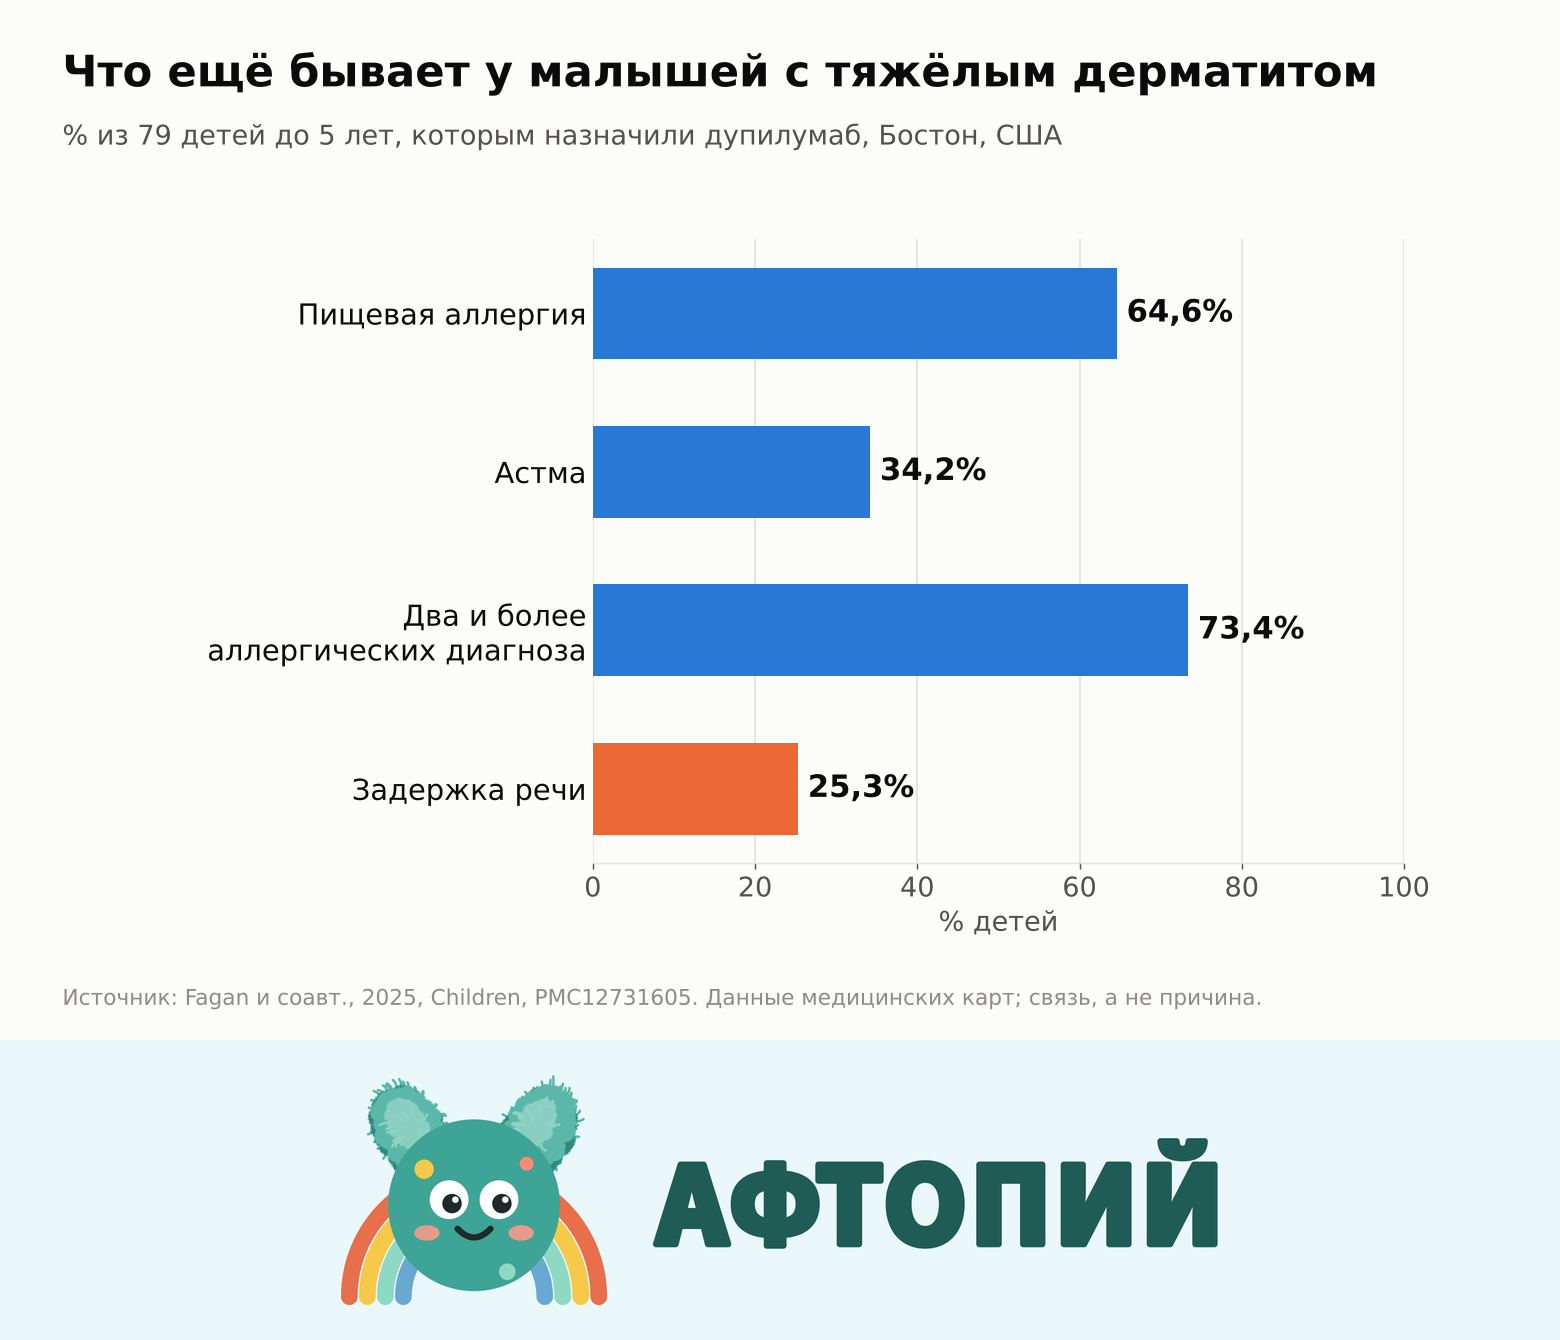 Что ещё бывает у малышей с тяжёлым дерматитом
% из 79 детей до 5 лет, которым назначили дупилумаб, Бостон, США
Пищевая аллергия
64,6%
Астма
34,2%
Два и более
аллергических диагноза
73,4%
Задержка речи
25,3%
0 20 40 60 80 100
% детей
Источник: Fagan и соавт., 2025, Children, PMC12731605. Данные медицинских карт; связь, а не причина.
АФТОПИЙ